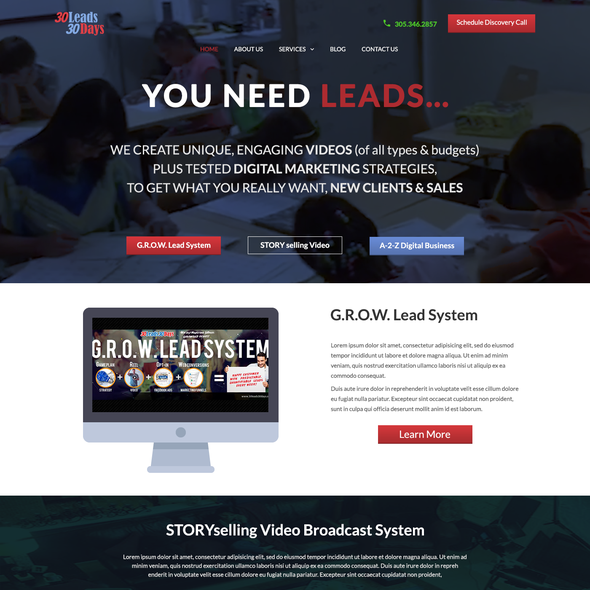 30Leads
30Days
305.346.2857
Schedule Discovery Call
HOME ABOUT US SERVICES BLOG CONTACT US
YOU NEED LEADS...
WE CREATE UNIQUE, ENGAGING VIDEOS (of all types & budgets)
PLUS TESTED DIGITAL MARKETING STRATEGIES,
TO GET WHAT YOU REALLY WANT, NEW CLIENTS & SALES
G.R.O.W. Lead System STORY selling Video A-2-Z Digital Business
G.R.O.W. LEAD SYSTEM
G.R.O.W. Lead System
Lorem ipsum dolor sit amet, consectetur adipisicing elit, sed do eiusmod
tempor incididunt ut labore et dolore magna aliqua. Ut enim ad minim
veniam, quis nostrud exercitation ullamco laboris nisi ut aliquip ex ea
commodo consequat.
Duis aute irure dolor in reprehenderit in voluptate velit esse cillum dolore
eu fugiat nulla pariatur. Excepteur sint occaecat cupidatat non proident,
sunt in culpa qui officia deserunt mollit anim id est laborum.
Learn More
STORYselling Video Broadcast System
Lorem ipsum dolor sit amet, consectetur adipisicing elit, sed do eiusmod tempor incididunt ut labore et dolore magna aliqua. Ut enim ad
minim veniam, quis nostrud exercitation ullamco laboris nisi ut aliquip ex ea commodo consequat. Duis aute irure dolor in repreh
enderit in voluptate velit esse cillum dolore eu fugiat nulla pariatur. Excepteur sint occaecat cupidatat non proident,